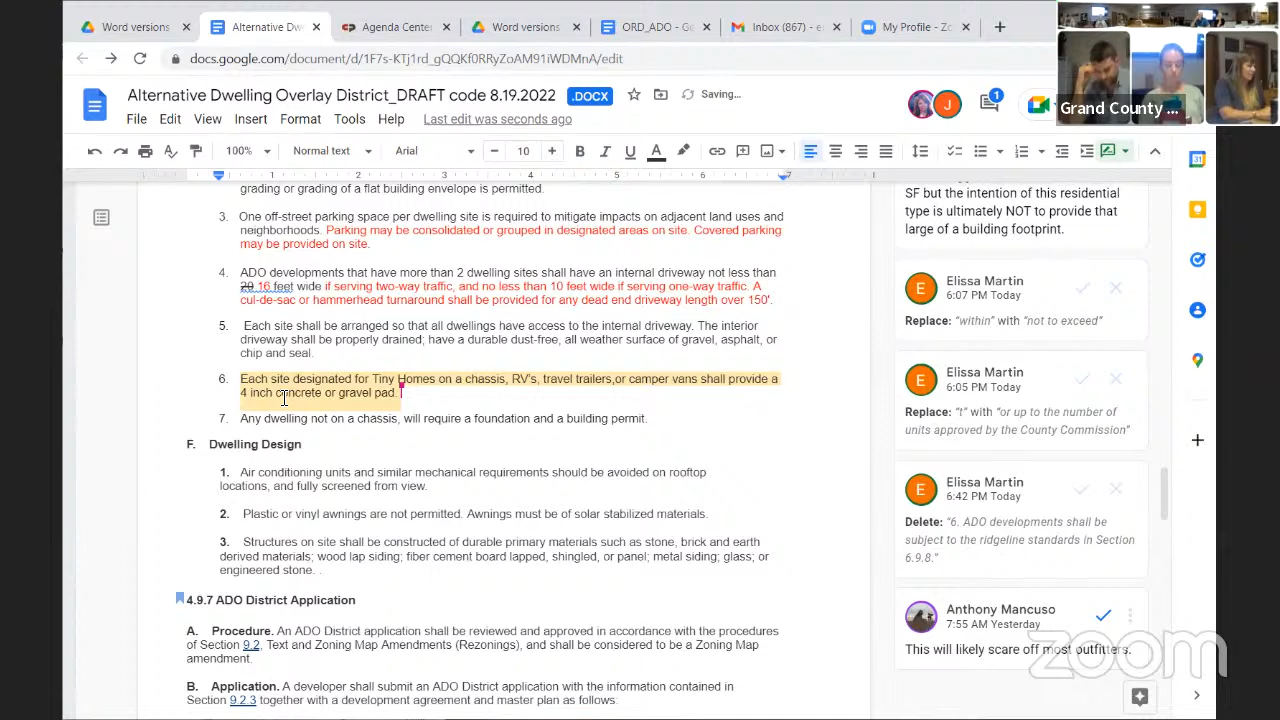 Word versions
Alternative Dw
Agenda Center
Word version
ORD_ADO - G
Inbox (867) - e
My Profile - Zo
docs.google.com/document/d/1F7s-KTj1rd_gQQKf0RRyZoAM91iWDMnA/edit
Grand County ...
Alternative Dwelling Overlay District_DRAFT code 8.19.2022
.DOCX
Saving...
File Edit View Insert Format Tools Help Last edit was seconds ago
J
1
100% Normal text Arial 10 B I U A
1 2 3 4 5 6 7
31
grading or grading of a flat building envelope is permitted.
3. One off-street parking space per dwelling site is required to mitigate impacts on adjacent land uses and
neighborhoods. Parking may be consolidated or grouped in designated areas on site. Covered parking
may be provided on site.
4. ADO developments that have more than 2 dwelling sites shall have an internal driveway not less than
20 16 feet wide if serving two-way traffic, and no less than 10 feet wide if serving one-way traffic. A
cul-de-sac or hammerhead turnaround shall be provided for any dead end driveway length over 150'.
5. Each site shall be arranged so that all dwellings have access to the internal driveway. The interior
driveway shall be properly drained; have a durable dust-free, all weather surface of gravel, asphalt, or
chip and seal.
6. Each site designated for Tiny Homes on a chassis, RV's, travel trailers,or camper vans shall provide a
4 inch concrete or gravel pad.
7. Any dwelling not on a chassis, will require a foundation and a building permit.
F. Dwelling Design
1. Air conditioning units and similar mechanical requirements should be avoided on rooftop
locations, and fully screened from view.
2. Plastic or vinyl awnings are not permitted. Awnings must be of solar stabilized materials.
3. Structures on site shall be constructed of durable primary materials such as stone, brick and earth
derived materials; wood lap siding; fiber cement board lapped, shingled, or panel; metal siding; glass; or
engineered stone. .
4.9.7 ADO District Application
A. Procedure. An ADO District application shall be reviewed and approved in accordance with the procedures
of Section 9.2, Text and Zoning Map Amendments (Rezonings), and shall be considered to be a Zoning Map
amendment.
B. Application. A developer shall submit an ADO District application with the information contained in
Section 9.2.3 together with a development agreement and master plan as follows:
SF but the intention of this residential
type is ultimately NOT to provide that
large of a building footprint.
E
Elissa Martin
6:07 PM Today
Replace: "within" with "not to exceed"
E
Elissa Martin
6:05 PM Today
Replace: "t" with "or up to the number of
units approved by the County Commission"
E
Elissa Martin
6:42 PM Today
Delete: "6. ADO developments shall be
subject to the ridgeline standards in Section
6.9.8."
Anthony Mancuso
7:55 AM Yesterday
This will likely scare off most outfitters.
zoom